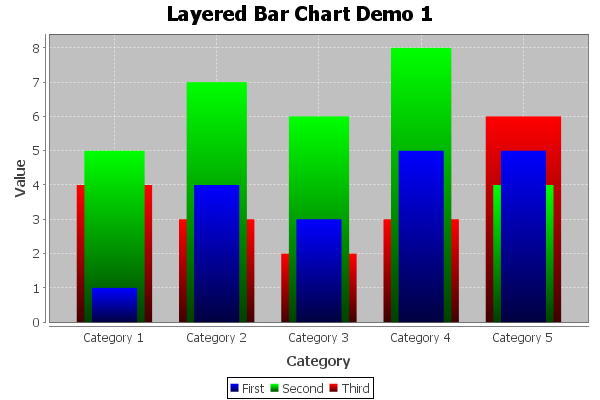 Layered Bar Chart Demo 1
Value
8
7
6
5
4
3
2
1
0
Category 1 Category 2 Category 3 Category 4 Category 5
Category
First Second Third